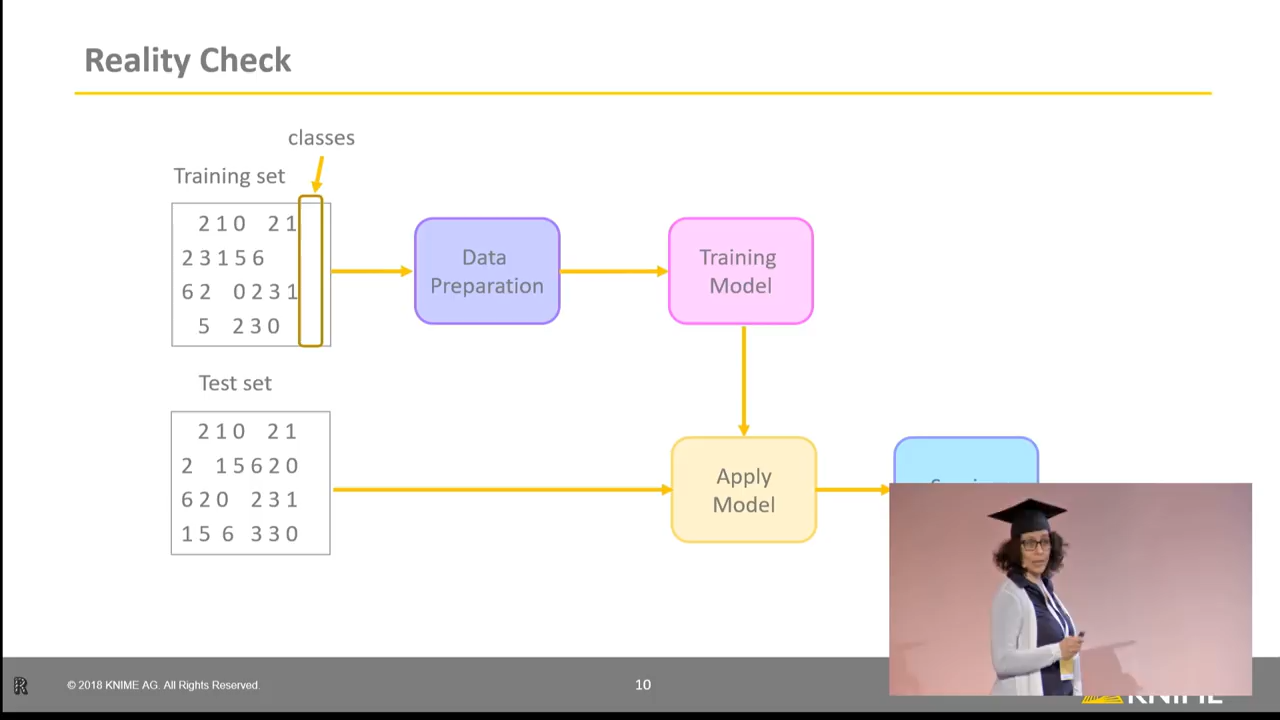 Reality Check
classes
Training set
2 1 0 2 1
2 3 1 5 6
6 2 0 2 3 1
5 2 3 0
Data
Preparation
Training
Model
Test set
2 1 0 2 1
2 1 5 6 2 0
6 2 0 2 3 1
1 5 6 3 3 0
Apply
Model
R
© 2018 KNIME AG. All Rights Reserved.
10
KNIME